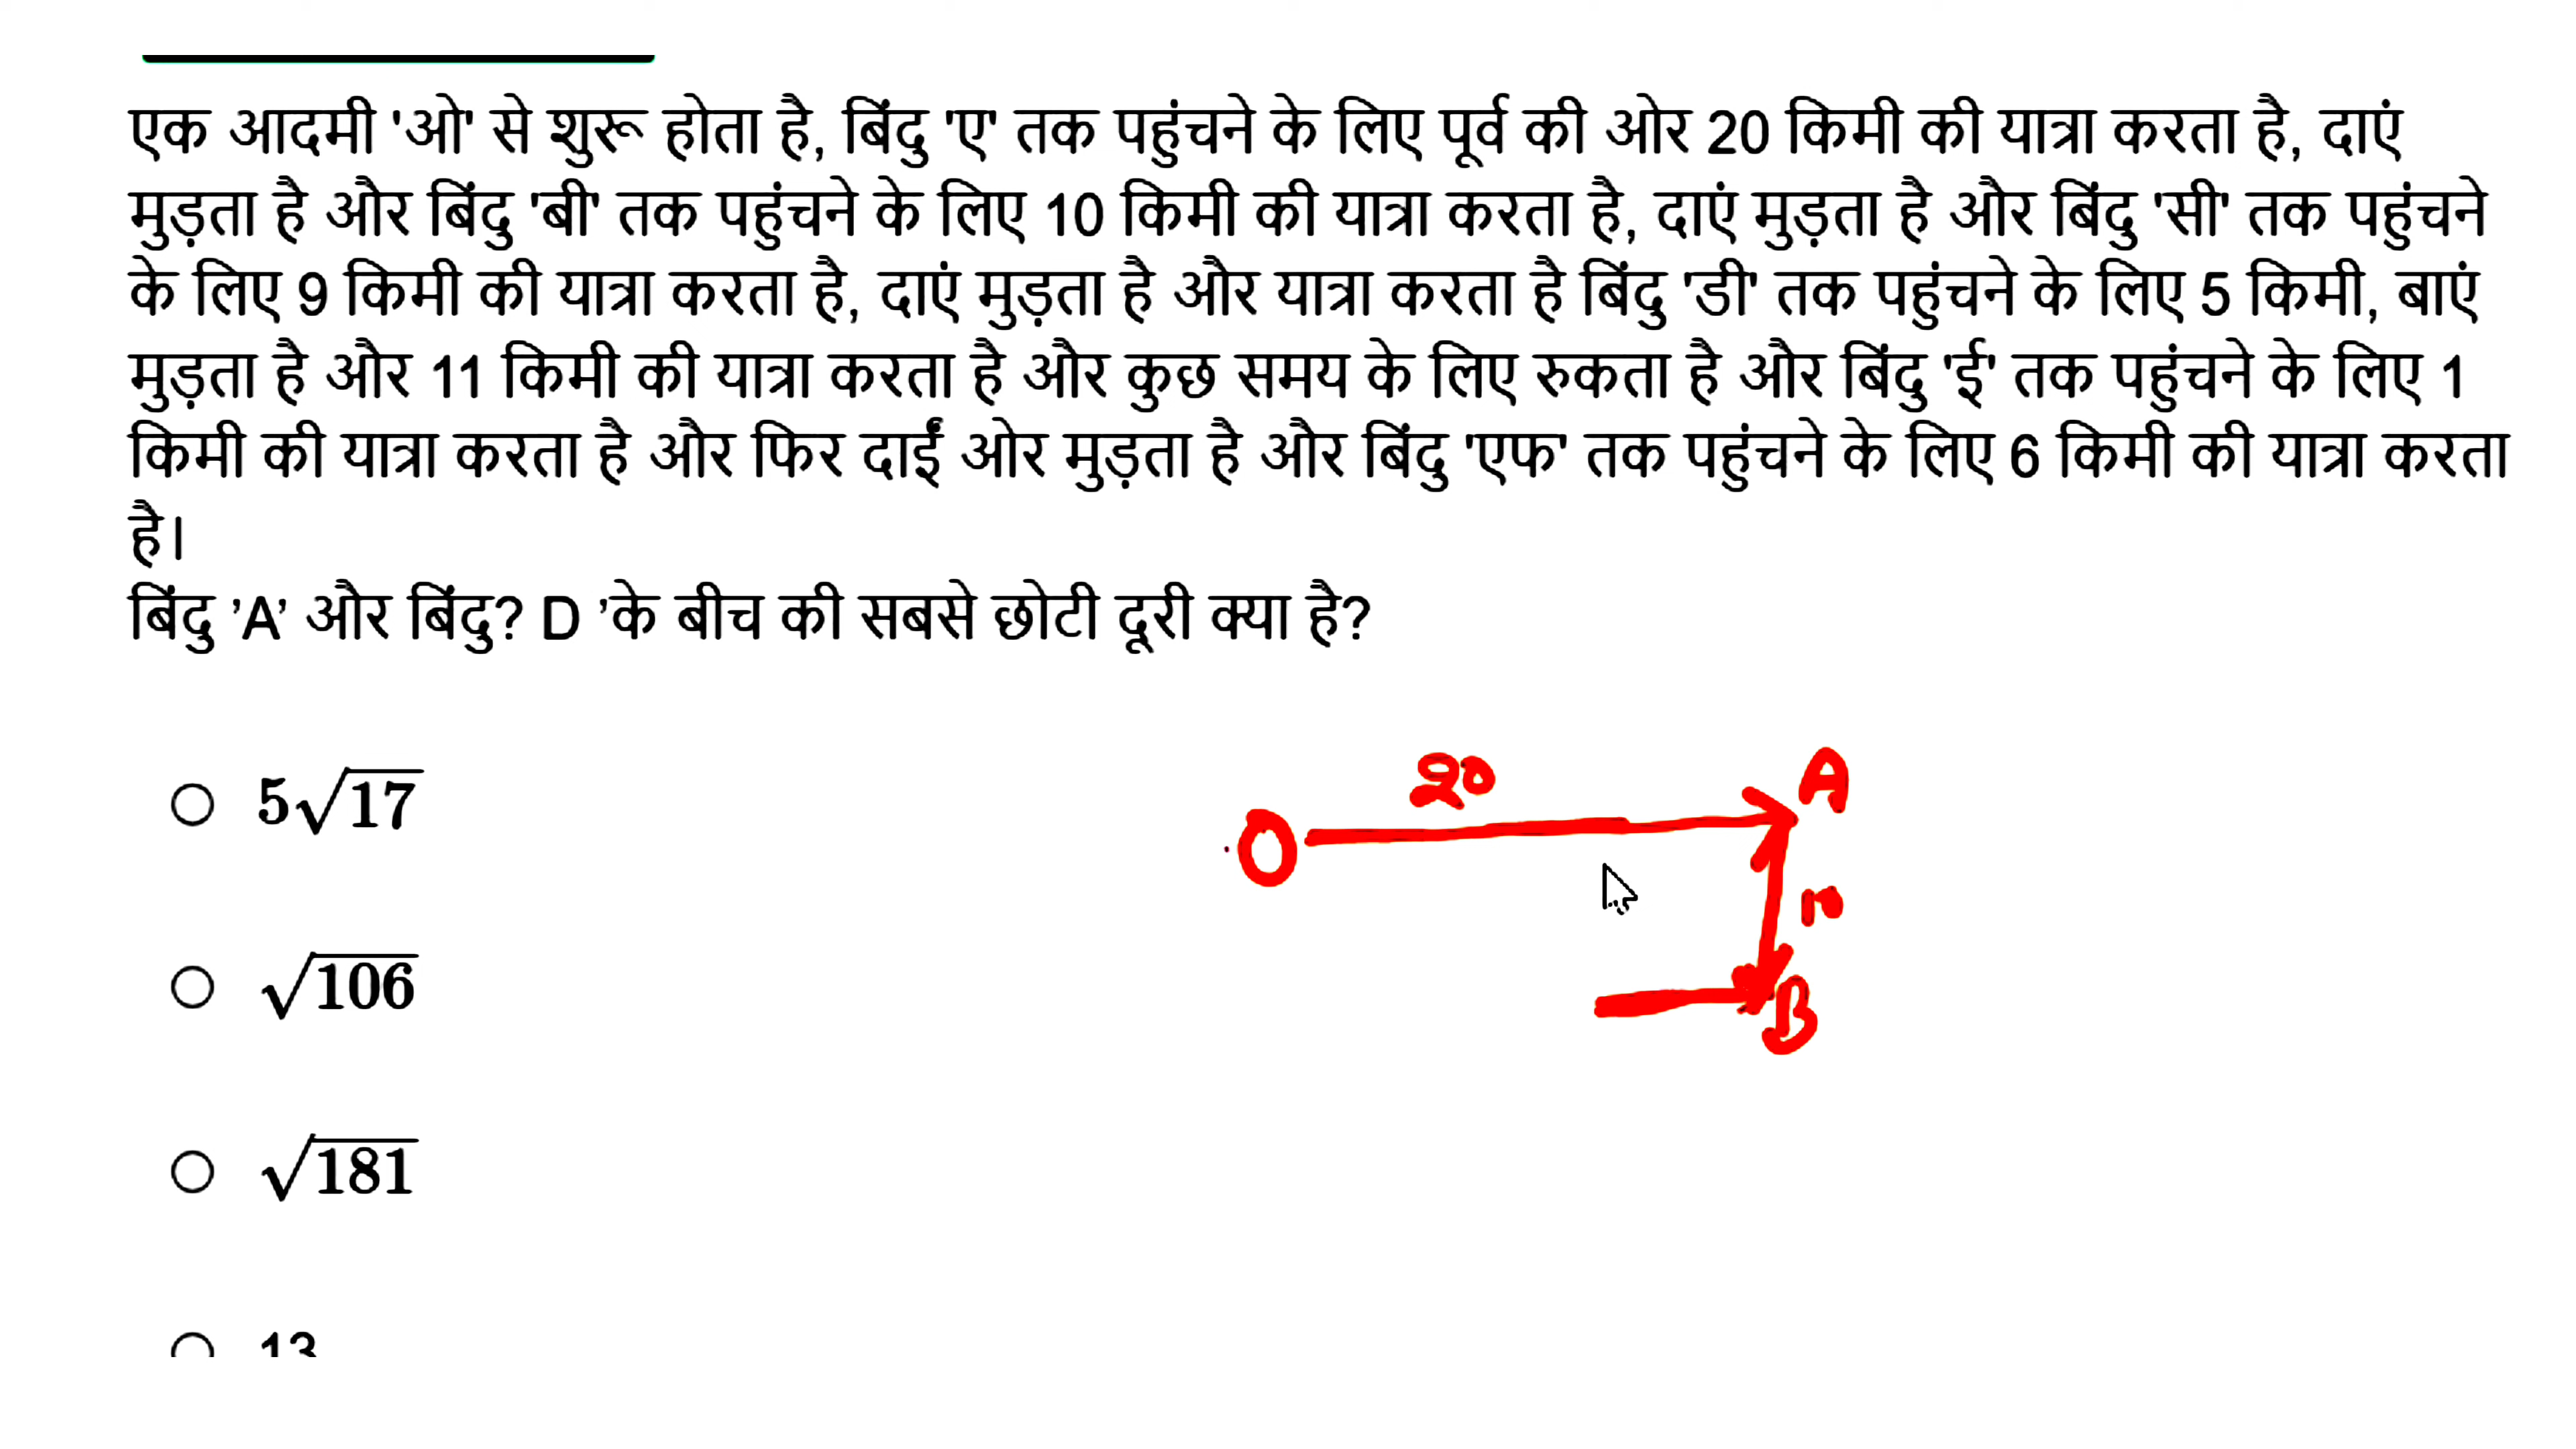 एक आदमी 'ओ' से शुरू होता है, बिंदु 'ए' तक पहुंचने के लिए पूर्व की ओर 20 किमी की यात्रा करता है, दाएं
मुड़ता है और बिंदु 'बी' तक पहुंचने के लिए 10 किमी की यात्रा करता है, दाएं मुड़ता है और बिंदु 'सी' तक पहुंचने
के लिए 9 किमी की यात्रा करता है, दाएं मुड़ता है और यात्रा करता है बिंदु 'डी' तक पहुंचने के लिए 5 किमी, बाएं
मुड़ता है और 11 किमी की यात्रा करता है और कुछ समय के लिए रुकता है और बिंदु 'ई' तक पहुंचने के लिए 1
किमी की यात्रा करता है और फिर दाईं ओर मुड़ता है और बिंदु 'एफ' तक पहुंचने के लिए 6 किमी की यात्रा करता
है।
बिंदु ’A’ और बिंदु? D ’के बीच की सबसे छोटी दूरी क्या है?
5√17
√106
√181
13
20
A
O
10
B